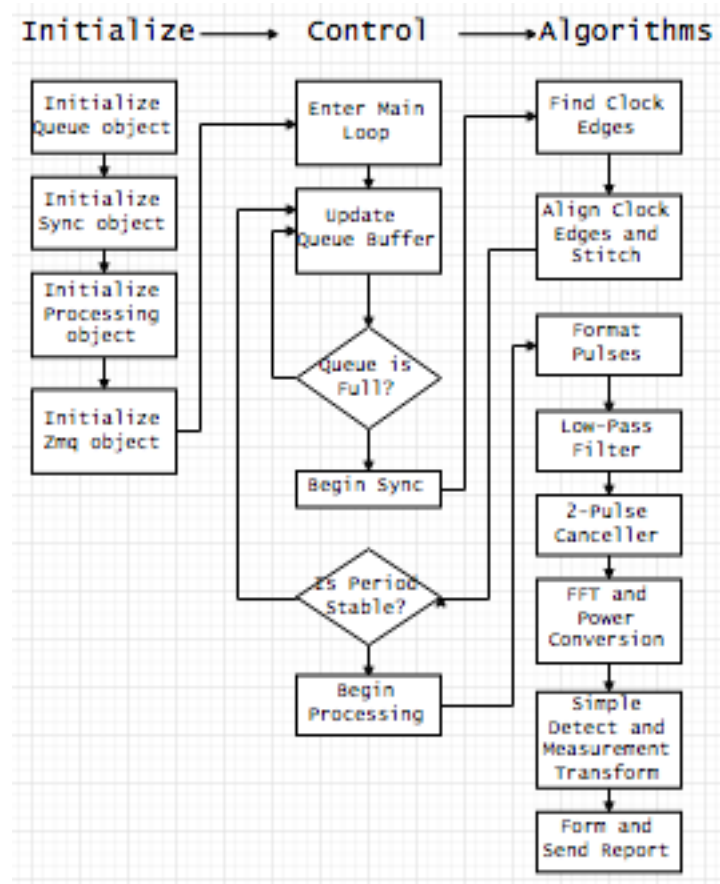 Initialize
Control
Algorithms
Initialize
Queue object
Initialize
Sync object
Initialize
Processing
object
Initialize
Zmq object
Enter Main
Loop
Update
Queue Buffer
Queue is
Full?
Begin Sync
Is Period
Stable?
Begin
Processing
Find Clock
Edges
Align Clock
Edges and
Stitch
Format
Pulses
Low-Pass
Filter
2-Pulse
Canceller
FFT and
Power
Conversion
Simple
Detect and
Measurement
Transform
Form and
Send Report